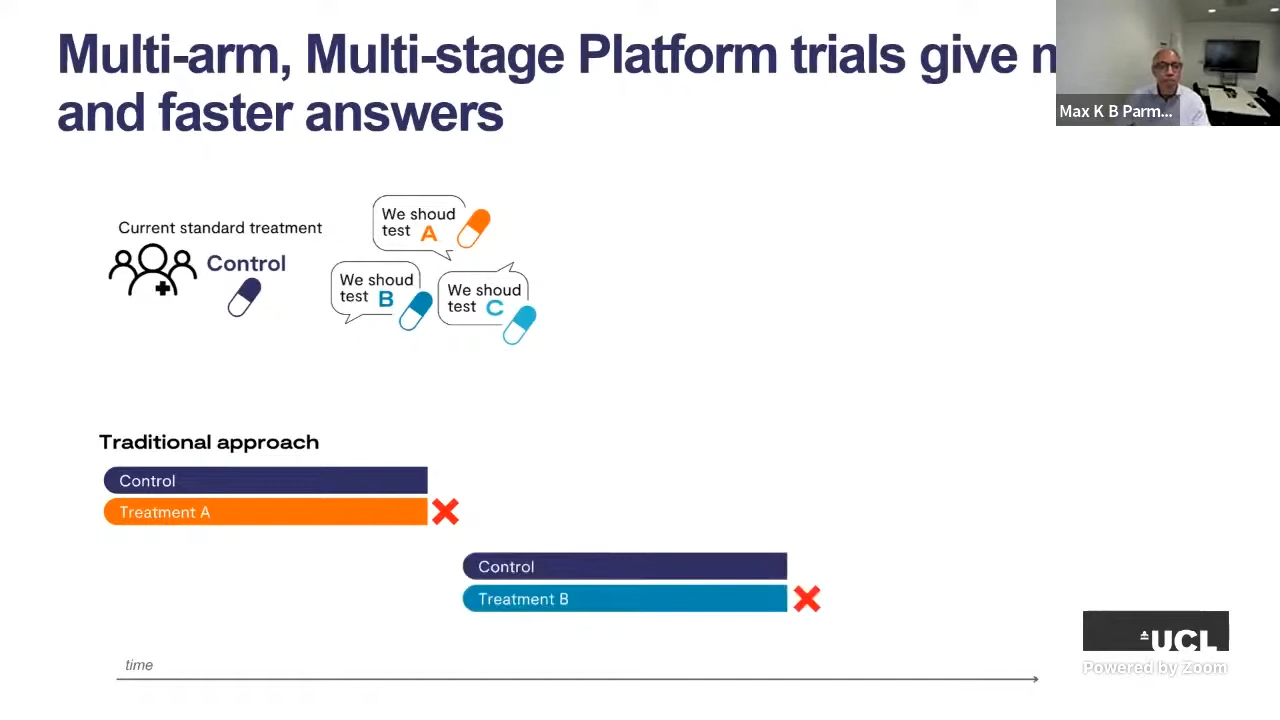 Multi-arm, Multi-stage Platform trials give
and faster answers
Max K B Parm...
Current standard treatment
Control
We shoud
test A
We shoud
test B
We shoud
test C
Traditional approach
Control
Treatment A
Control
Treatment B
time
UCL
Powered by Zoom